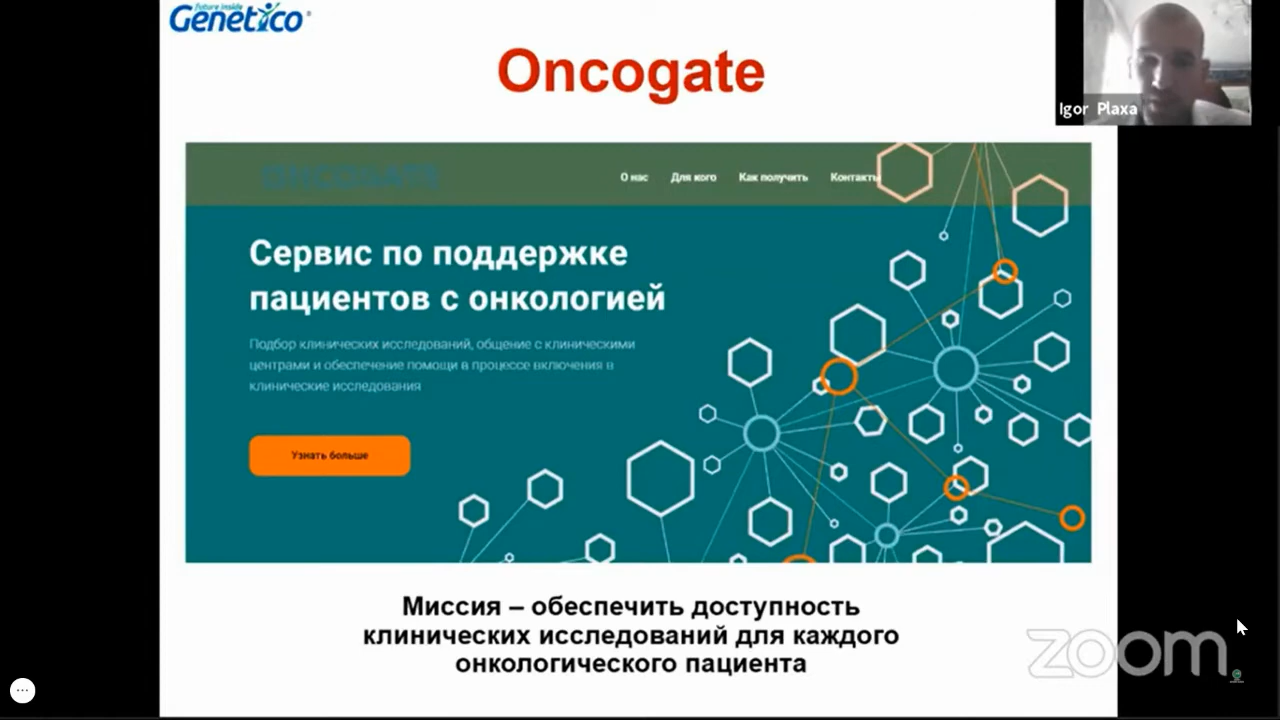 future inside
Genetico
Oncogate
Igor Plaxa
ONCOGATE
О нас Для кого Как получить Контакты
Сервис по поддержке
пациентов с онкологией
Подбор клинических исследований, общение с клиническими
центрами и обеспечение помощи в процессе включения в
клинические исследования
Узнать больше
Миссия – обеспечить доступность
клинических исследований для каждого
онкологического пациента
zoom